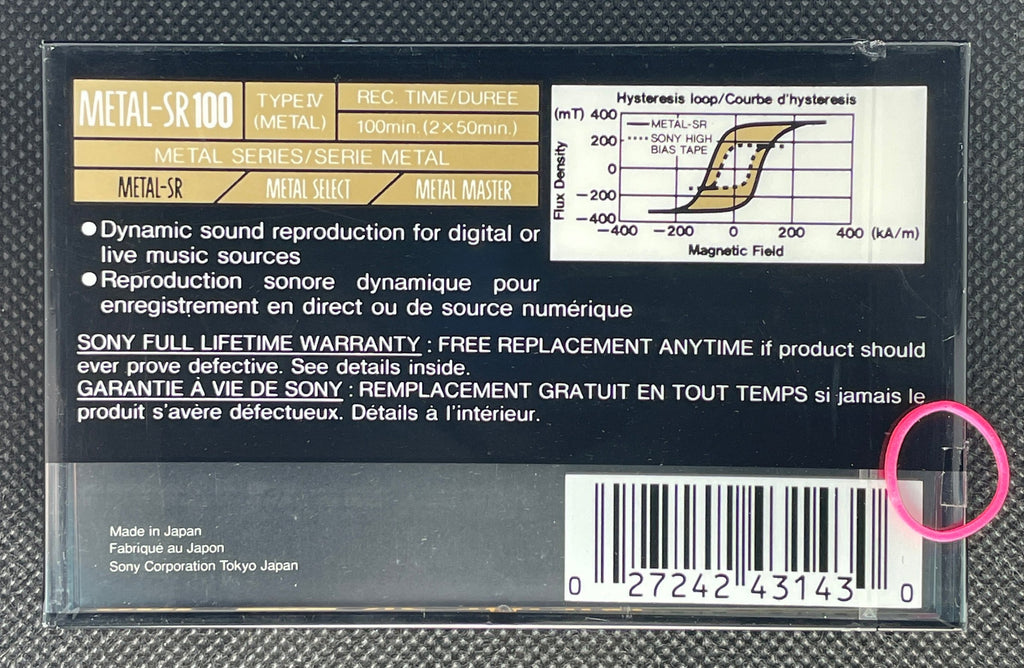 METAL-SR100
TYPE IV
(METAL)
REC. TIME/DUREE
100min.(2×50min.)
METAL SERIES/SERIE METAL
METAL-SR
METAL SELECT
METAL MASTER
Hysteresis loop/Courbe d'hysteresis
(mT) 400
200
0
−200
−400
Flux Density
METAL-SR
SONY HIGH
BIAS TAPE
−400 −200 0 200 400 (kA/m)
Magnetic Field
●Dynamic sound reproduction for digital or
live music sources
●Reproduction sonore dynamique pour
enregistrement en direct ou de source numérique
SONY FULL LIFETIME WARRANTY : FREE REPLACEMENT ANYTIME if product should
ever prove defective. See details inside.
GARANTIE À VIE DE SONY : REMPLACEMENT GRATUIT EN TOUT TEMPS si jamais le
produit s'avère défectueux. Détails à l'intérieur.
Made in Japan
Fabriqué au Japon
Sony Corporation Tokyo Japan
0 27242 43143 0